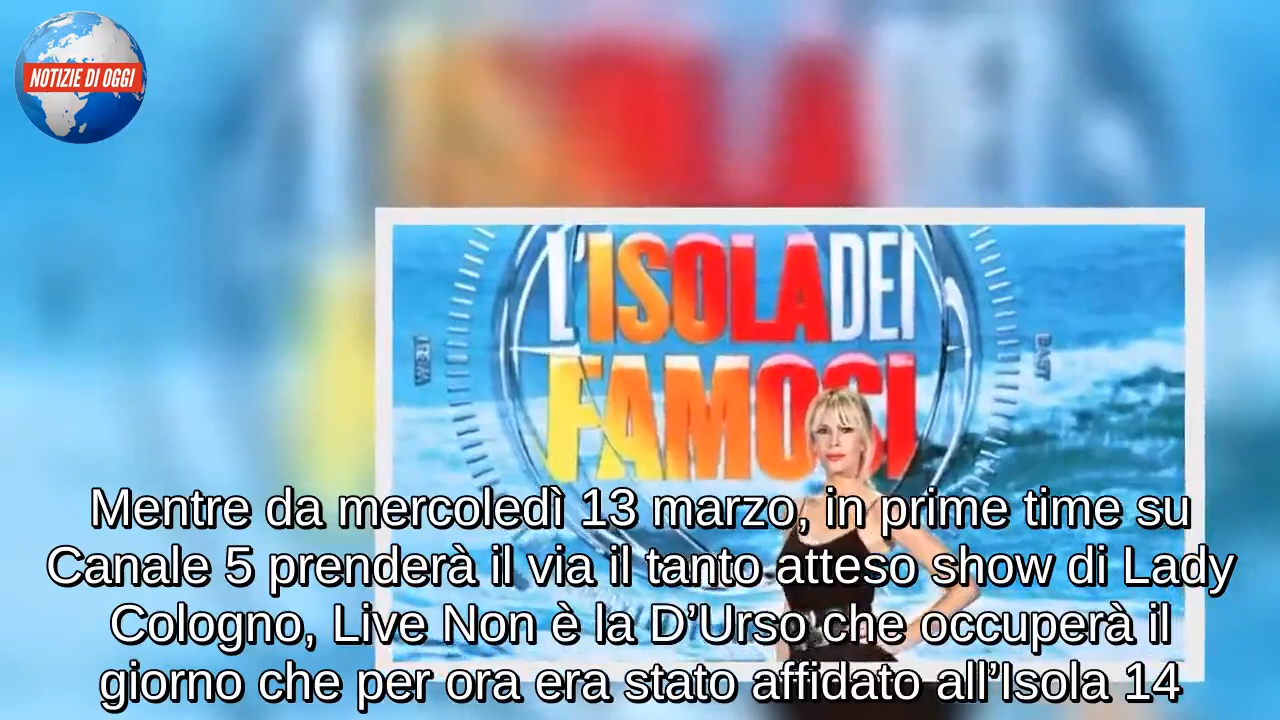 NOTIZIE DI OGGI
L'ISOLA DEI
FAMOSI
WEST
EAST
Mentre da mercoledì 13 marzo, in prime time su
Canale 5 prenderà il via il tanto atteso show di Lady
Cologno, Live Non è la D’Urso che occuperà il
giorno che per ora era stato affidato all’Isola 14